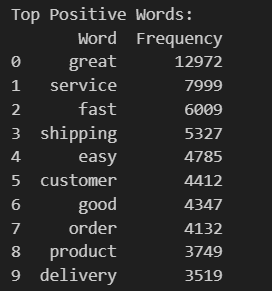 Top Positive Words:
Word Frequency
0 great 12972
1 service 7999
2 fast 6009
3 shipping 5327
4 easy 4785
5 customer 4412
6 good 4347
7 order 4132
8 product 3749
9 delivery 3519